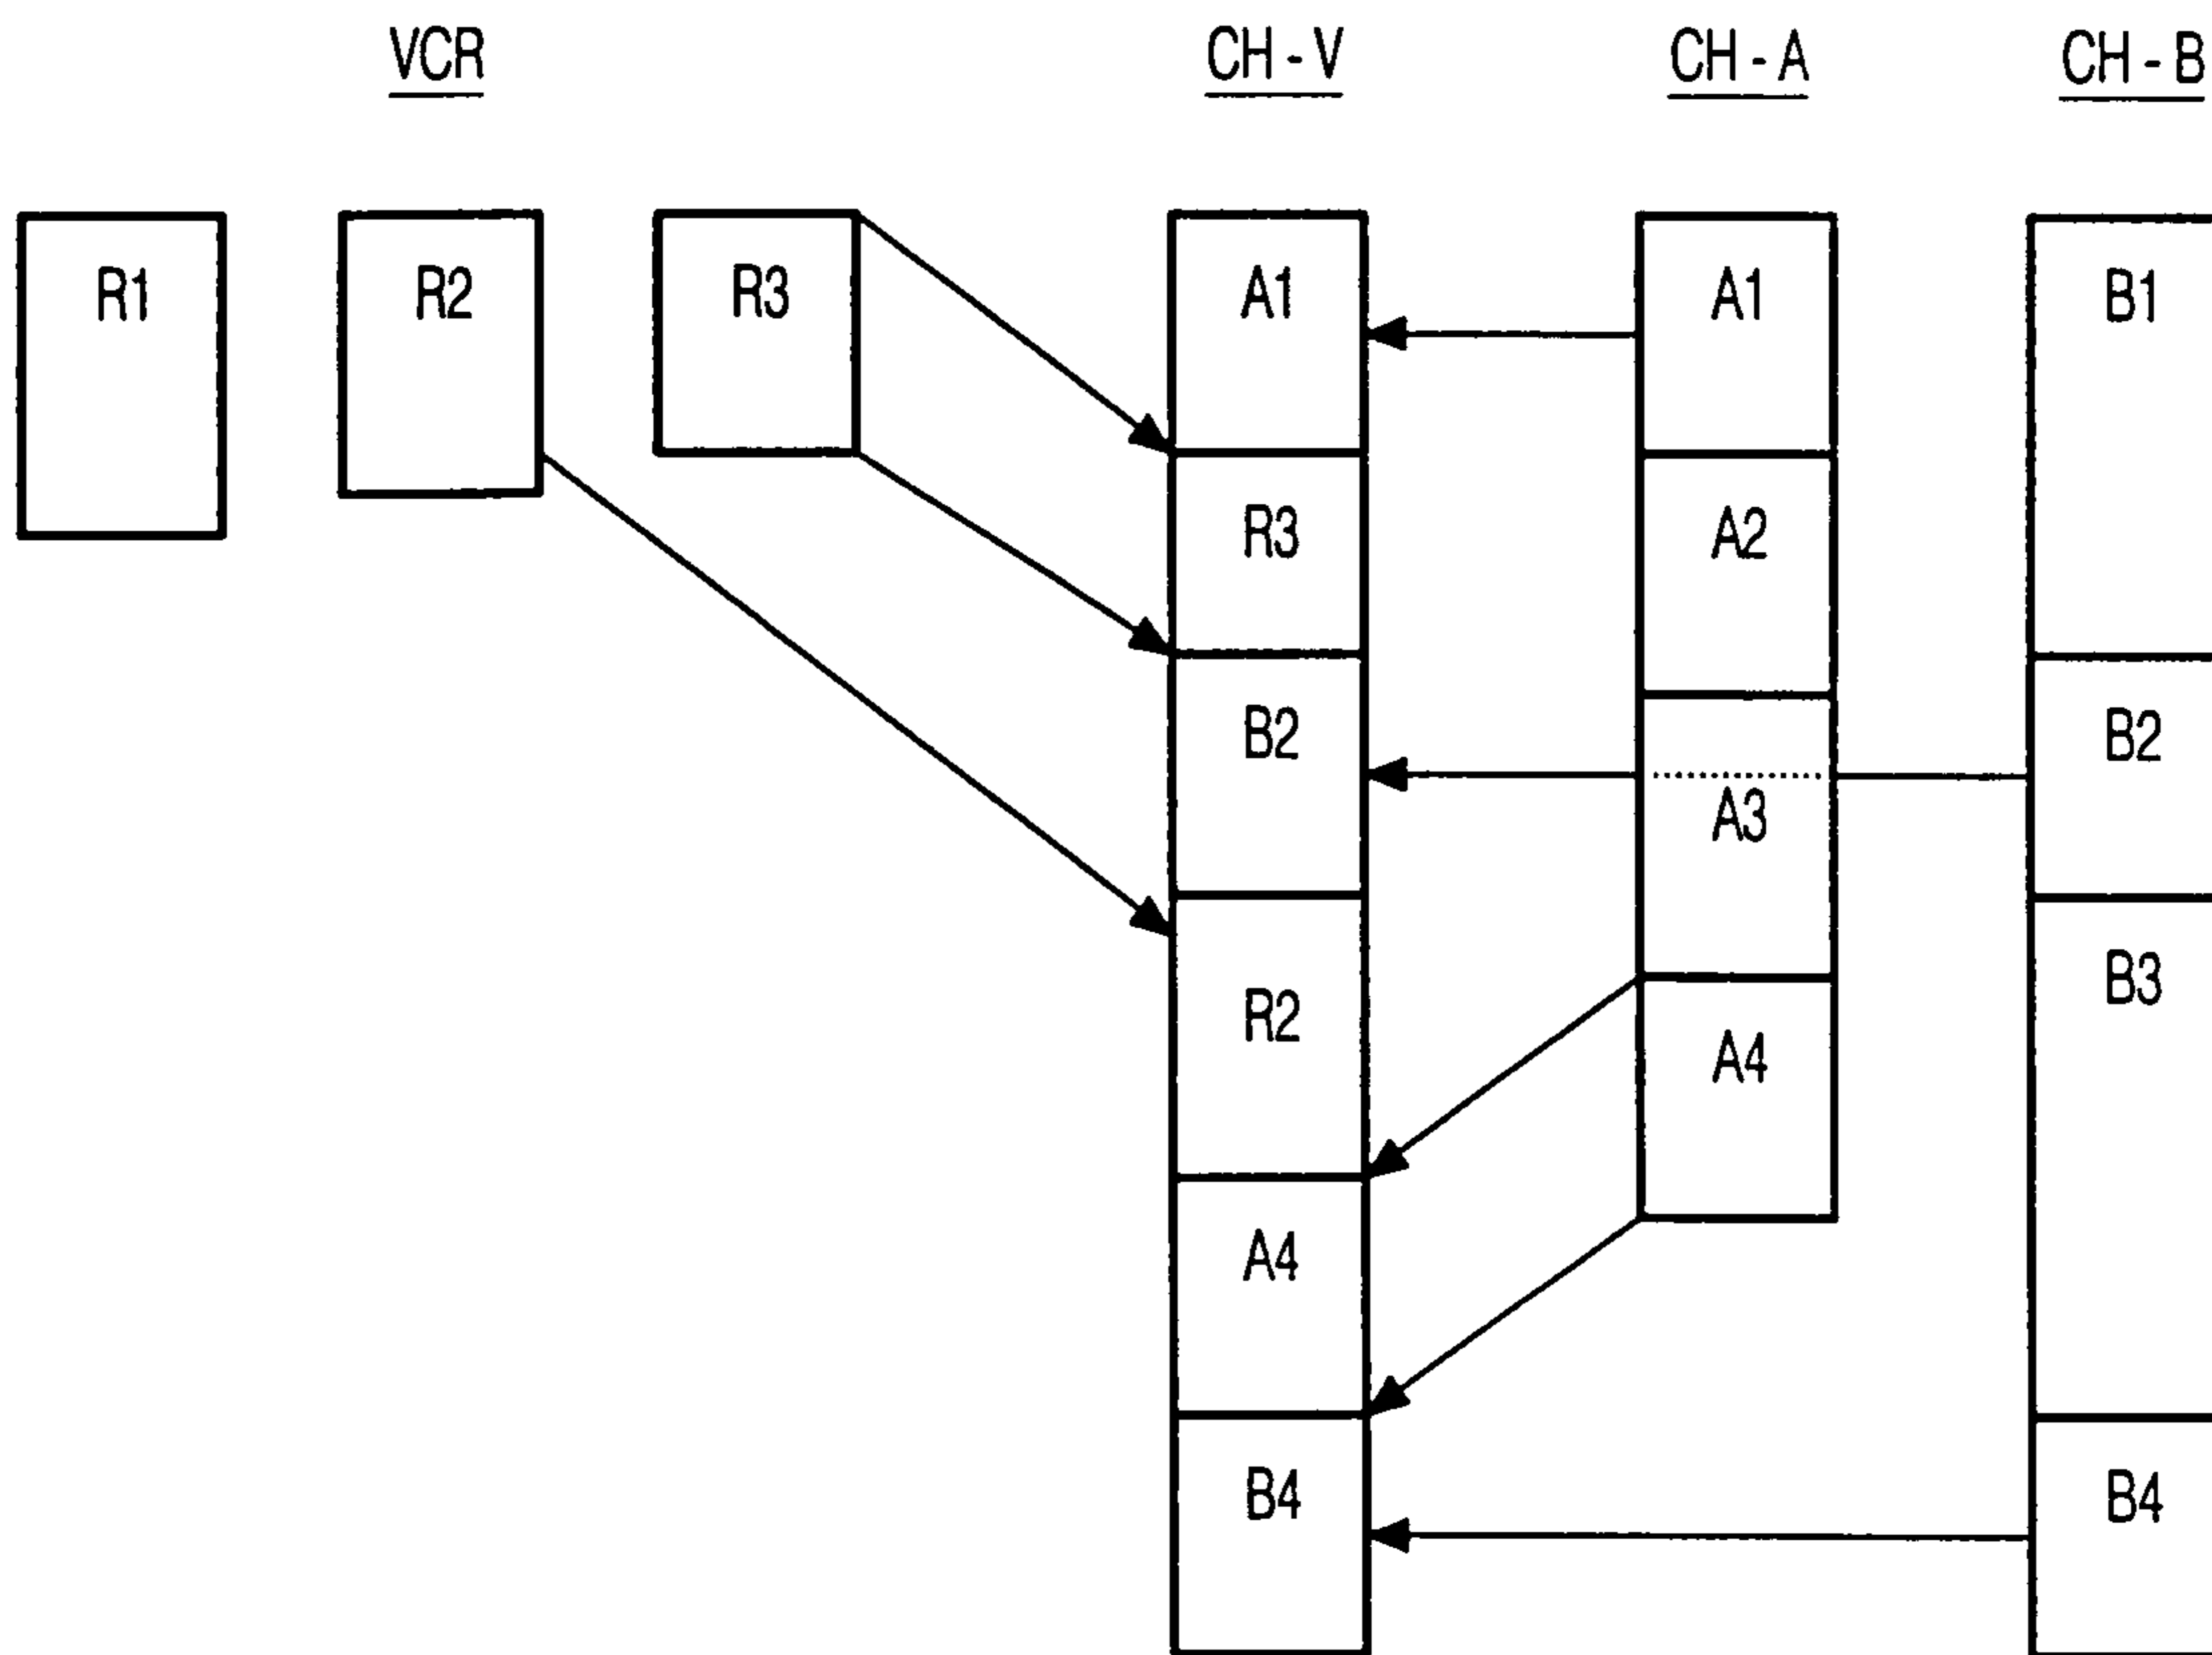 VCR CH - V CH - A CH - B
R1 R2 R3 A1 A1 B1
R3 A2
B2 B2
A3
B3
R2
A4
A4
B4 B4